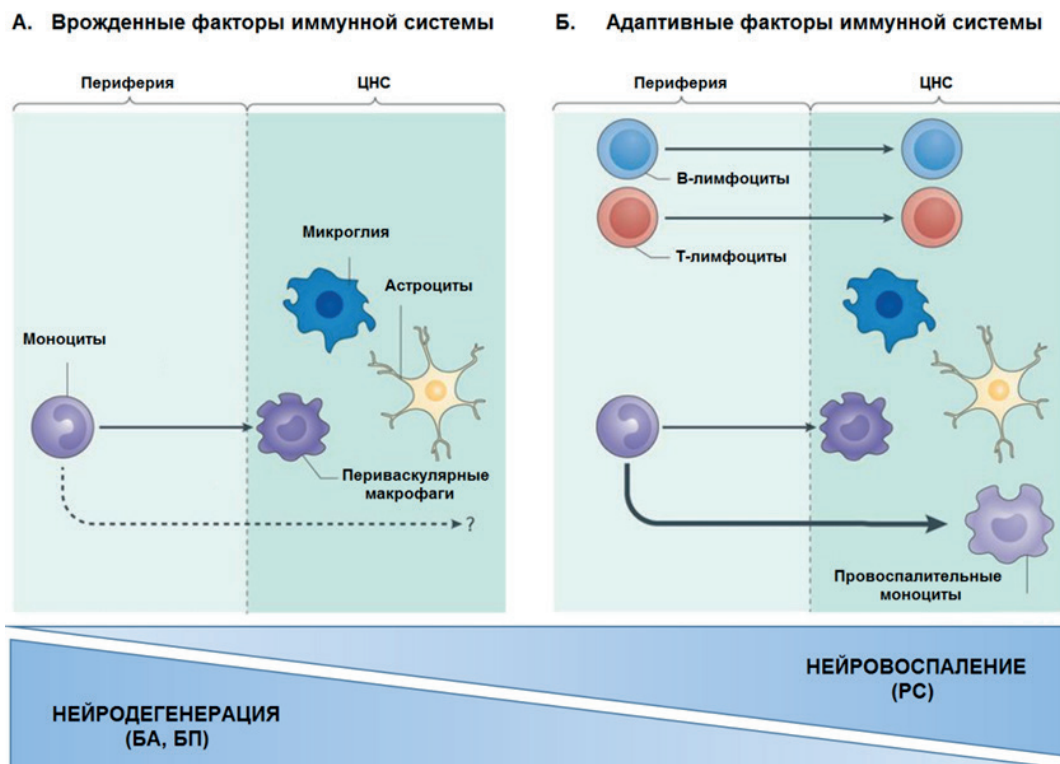 А. Врожденные факторы иммунной системы
Периферия
ЦНС
Микроглия
Астроциты
Моноциты
Периваскулярные
макрофаги
?
Б. Адаптивные факторы иммунной системы
Периферия
ЦНС
В-лимфоциты
Т-лимфоциты
Провоспалительные
моноциты
НЕЙРОВОСПАЛЕНИЕ
(РС)
НЕЙРОДЕГЕНЕРАЦИЯ
(БА, БП)